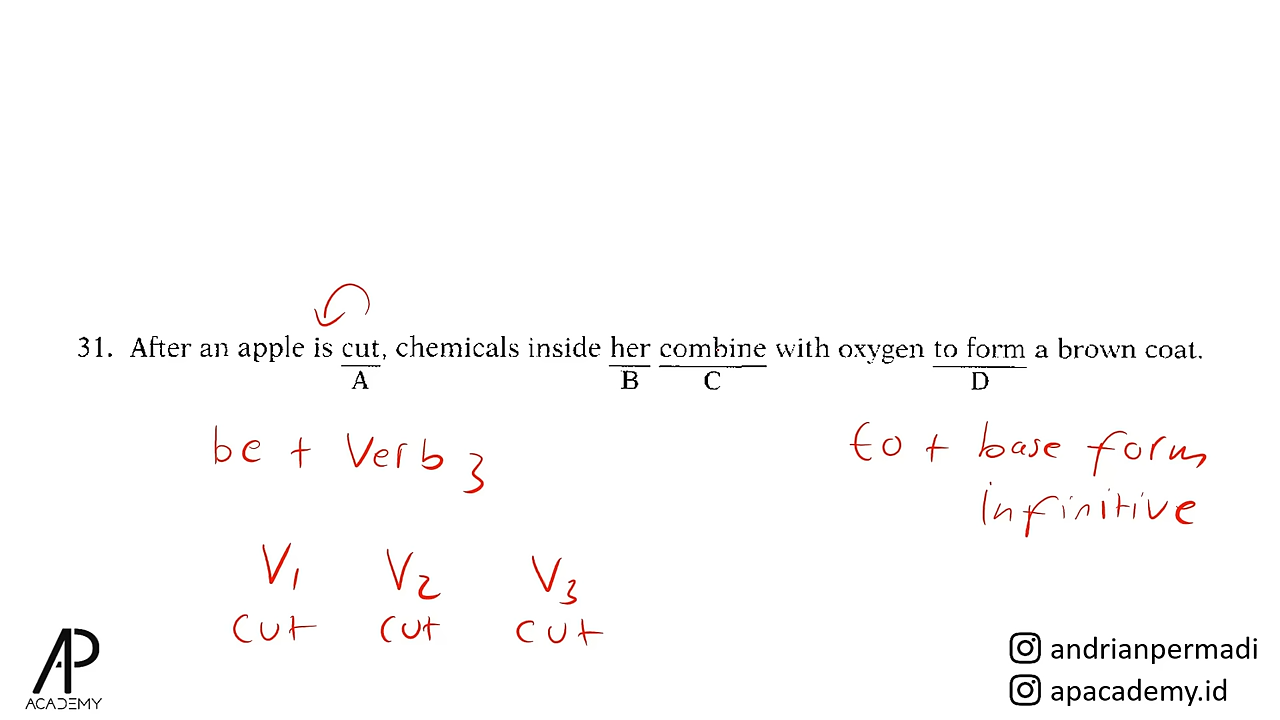 31. After an apple is cut, chemicals inside her combine with oxygen to form a brown coat.
A B C D
be + Verb 3
to + base form
infinitive
V1 V2 V3
cut cut cut
AP
ACADEMY
andrianpermadi
apacademy.id